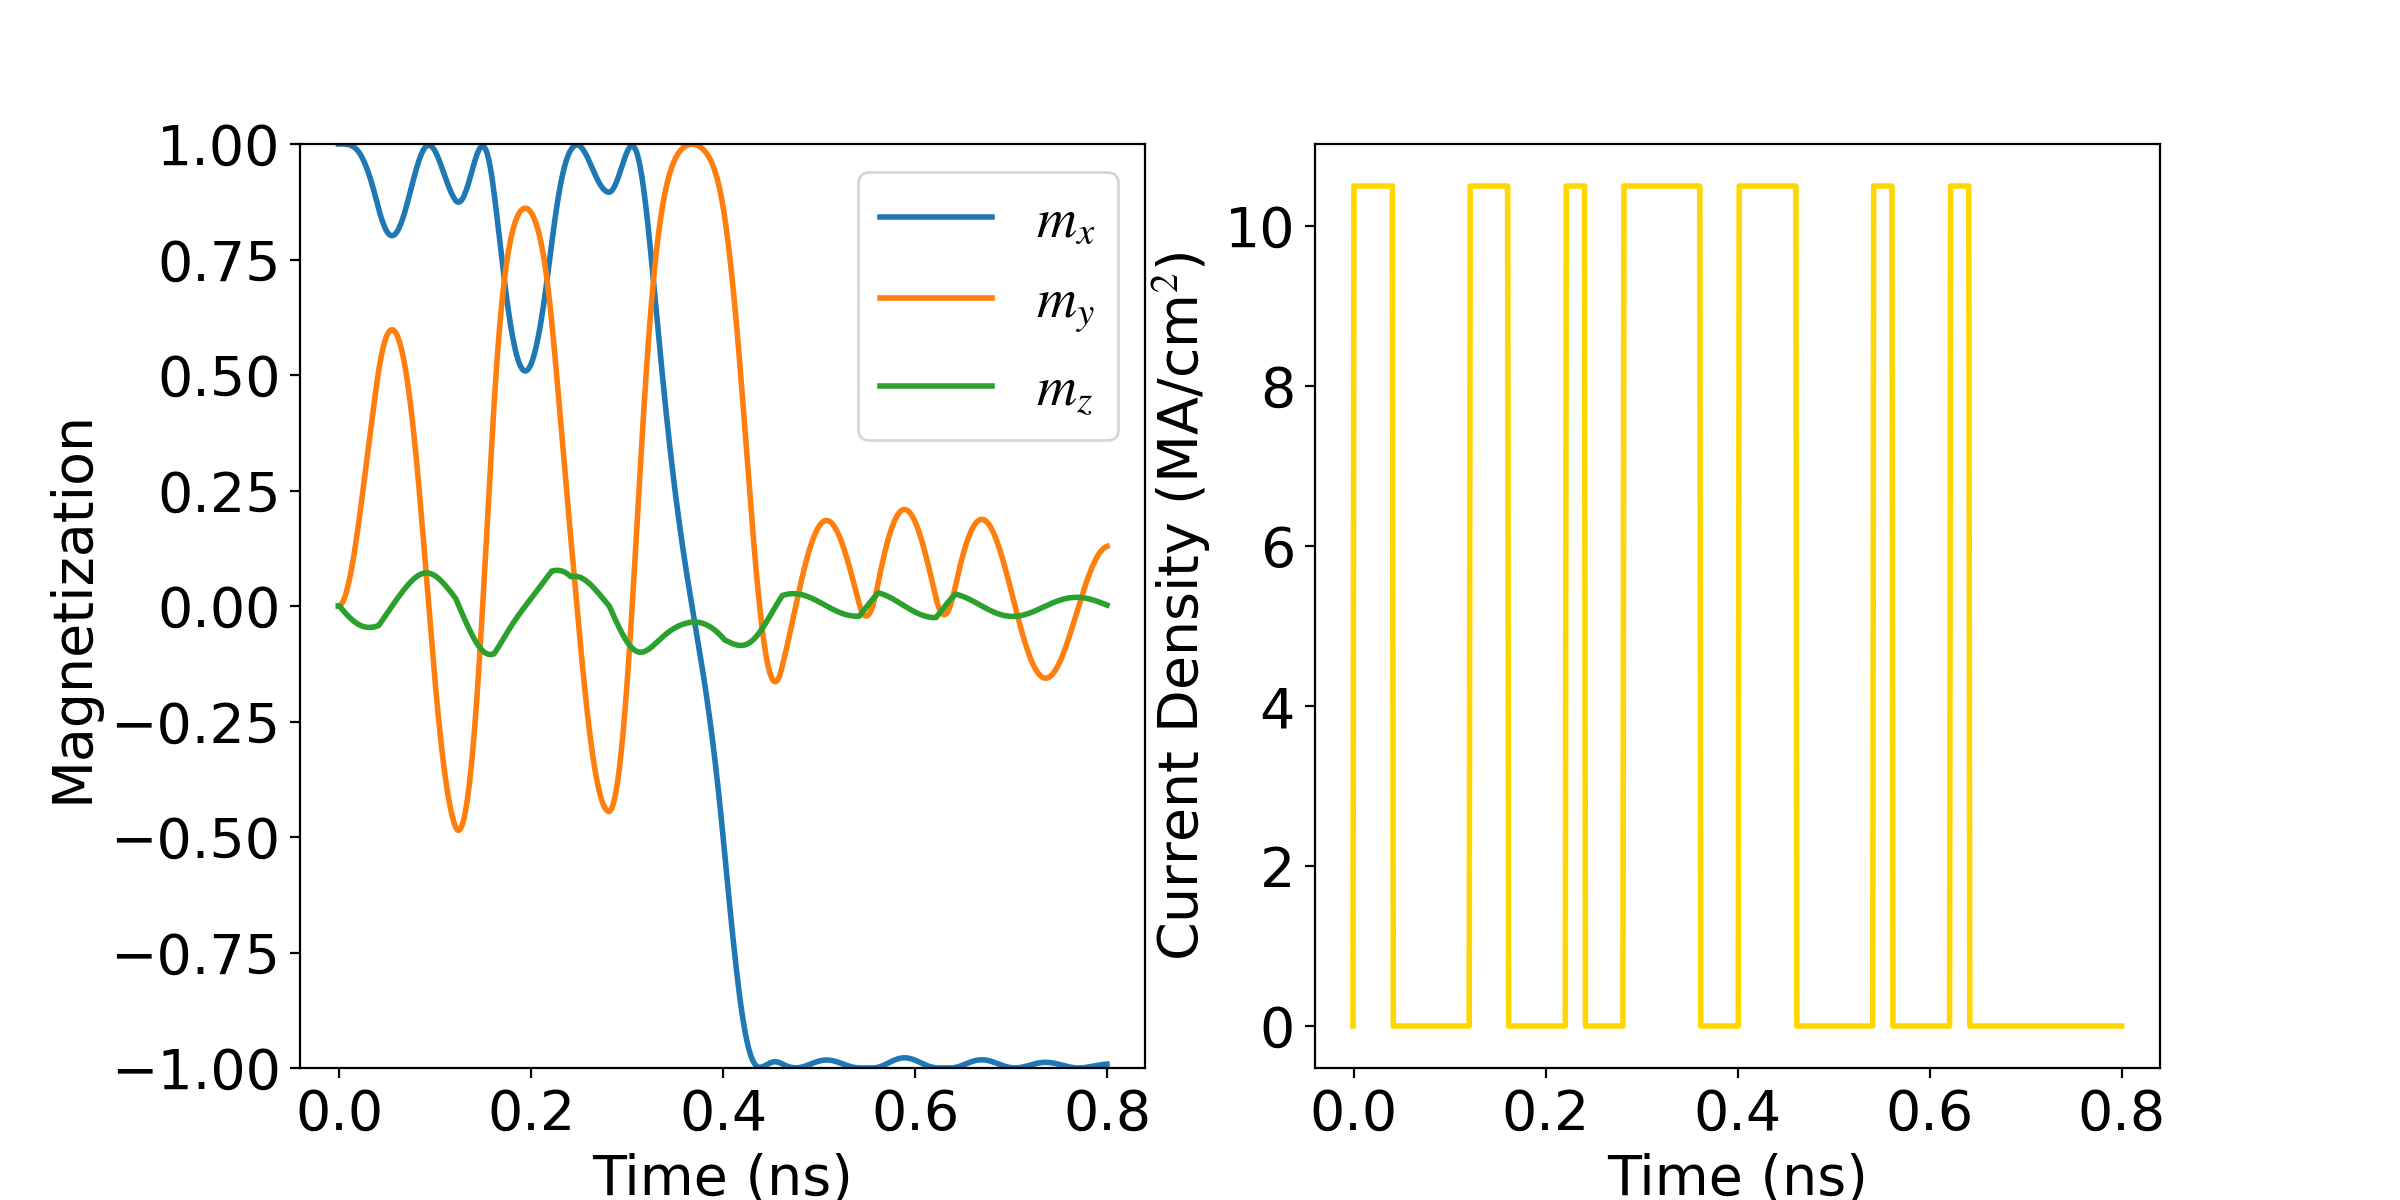 Magnetization
1.00
0.75
0.50
0.25
0.00
−0.25
−0.50
−0.75
−1.00
0.0 0.2 0.4 0.6 0.8
Time (ns)
m_x
m_y
m_z
Current Density (MA/cm²)
10
8
6
4
2
0
0.0 0.2 0.4 0.6 0.8
Time (ns)